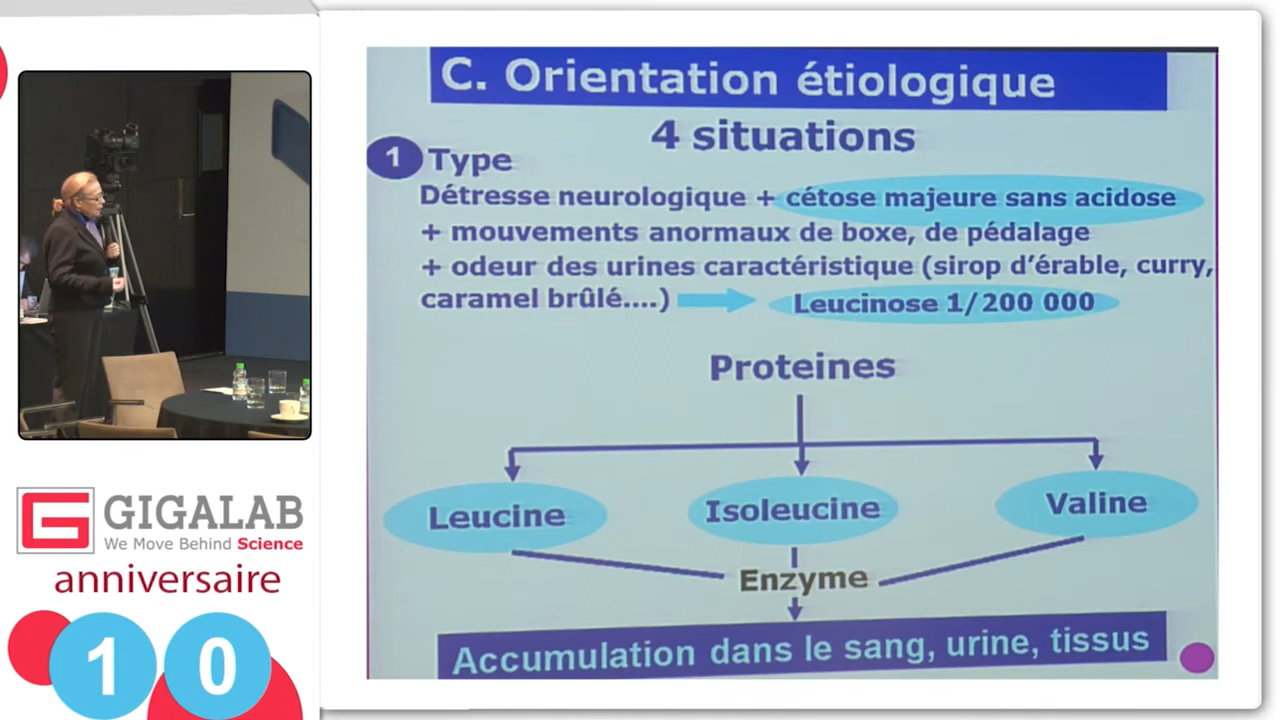 C. Orientation étiologique
4 situations
1 Type
Détresse neurologique + cétose majeure sans acidose
+ mouvements anormaux de boxe, de pédalage
+ odeur des urines caractéristique (sirop d'érable, curry,
caramel brûlé....) Leucinose 1/200 000
Proteines
Leucine Isoleucine Valine
Enzyme
Accumulation dans le sang, urine, tissus
GIGALAB
We Move Behind Science
anniversaire
10